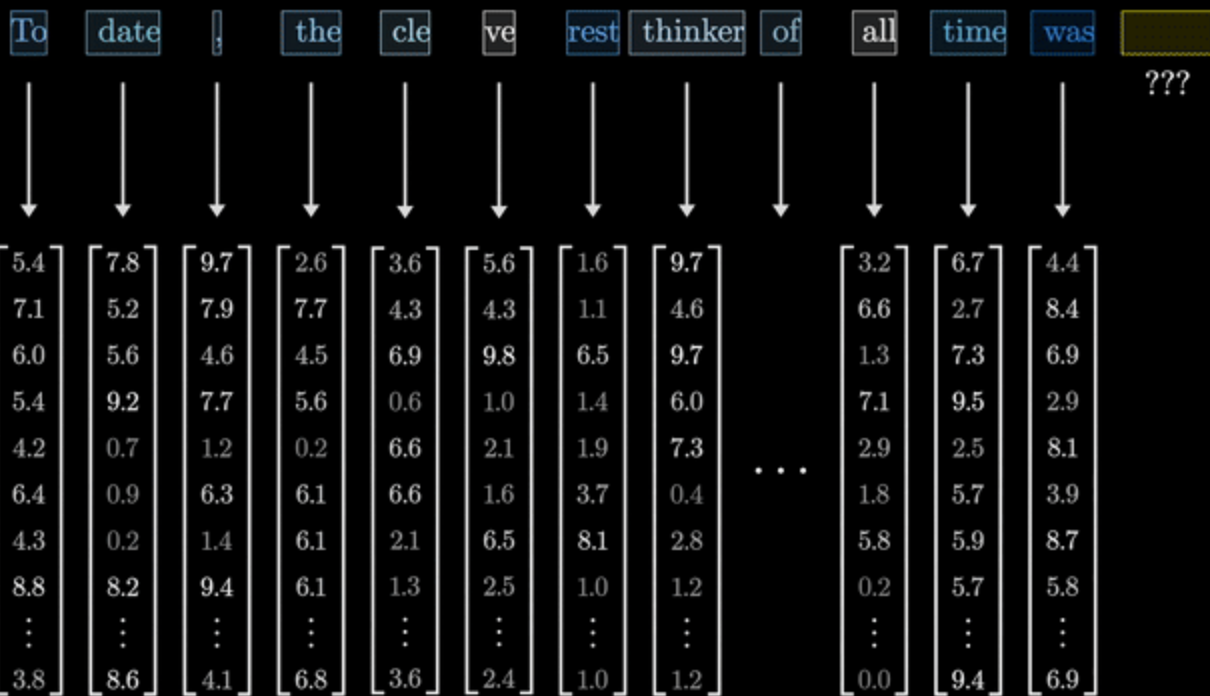 To date , the cle ve rest thinker of all time was
???
5.4 7.8 9.7 2.6 3.6 5.6 1.6 9.7 3.2 6.7 4.4
7.1 5.2 7.9 7.7 4.3 4.3 1.1 4.6 6.6 2.7 8.4
6.0 5.6 4.6 4.5 6.9 9.8 6.5 9.7 1.3 7.3 6.9
5.4 9.2 7.7 5.6 0.6 1.0 1.4 6.0 7.1 9.5 2.9
4.2 0.7 1.2 0.2 6.6 2.1 1.9 7.3 ... 2.9 2.5 8.1
6.4 0.9 6.3 6.1 6.6 1.6 3.7 0.4 1.8 5.7 3.9
4.3 0.2 1.4 6.1 2.1 6.5 8.1 2.8 5.8 5.9 8.7
8.8 8.2 9.4 6.1 1.3 2.5 1.0 1.2 0.2 5.7 5.8
⋮ ⋮ ⋮ ⋮ ⋮ ⋮ ⋮ ⋮ ⋮ ⋮ ⋮
3.8 8.6 4.1 6.8 3.6 2.4 1.0 1.2 0.0 9.4 6.9